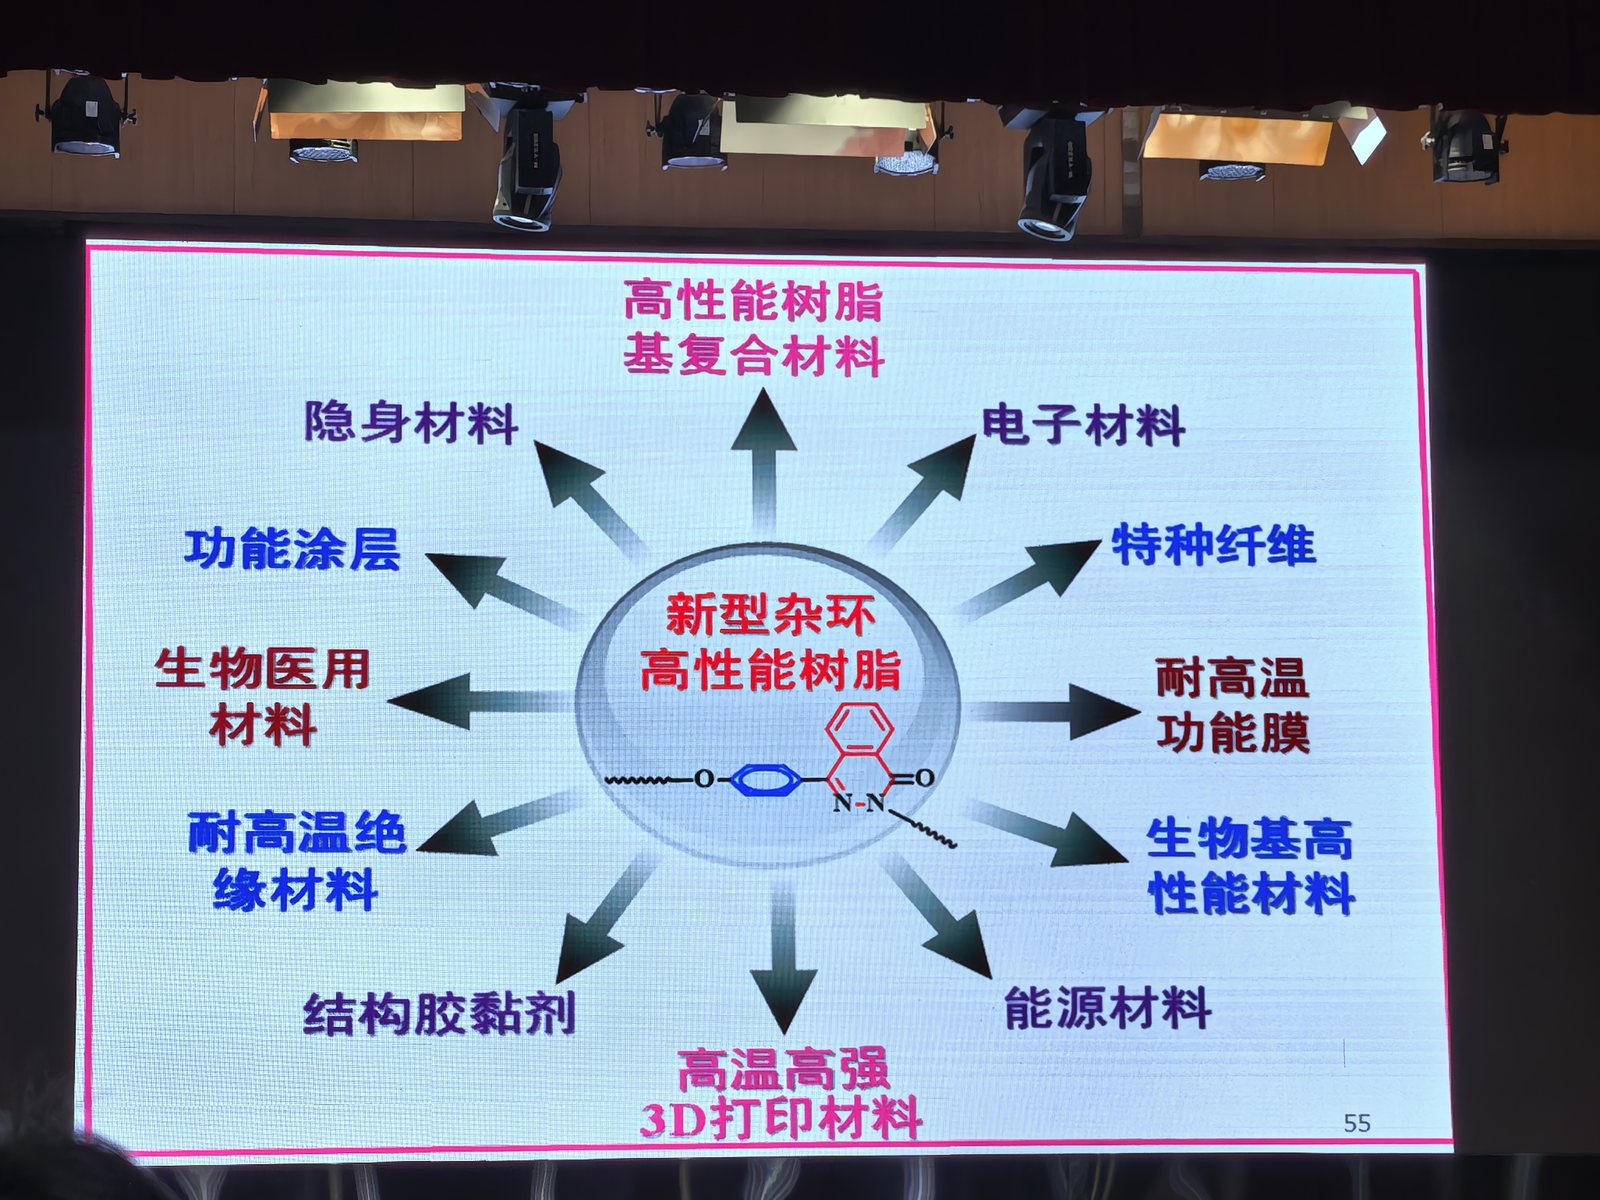 高性能树脂
基复合材料
隐身材料
电子材料
功能涂层
特种纤维
新型杂环
高性能树脂
生物医用
材料
耐高温
功能膜
O
O
N-N
耐高温绝
缘材料
生物基高
性能材料
结构胶黏剂
能源材料
高温高强
3D打印材料
55